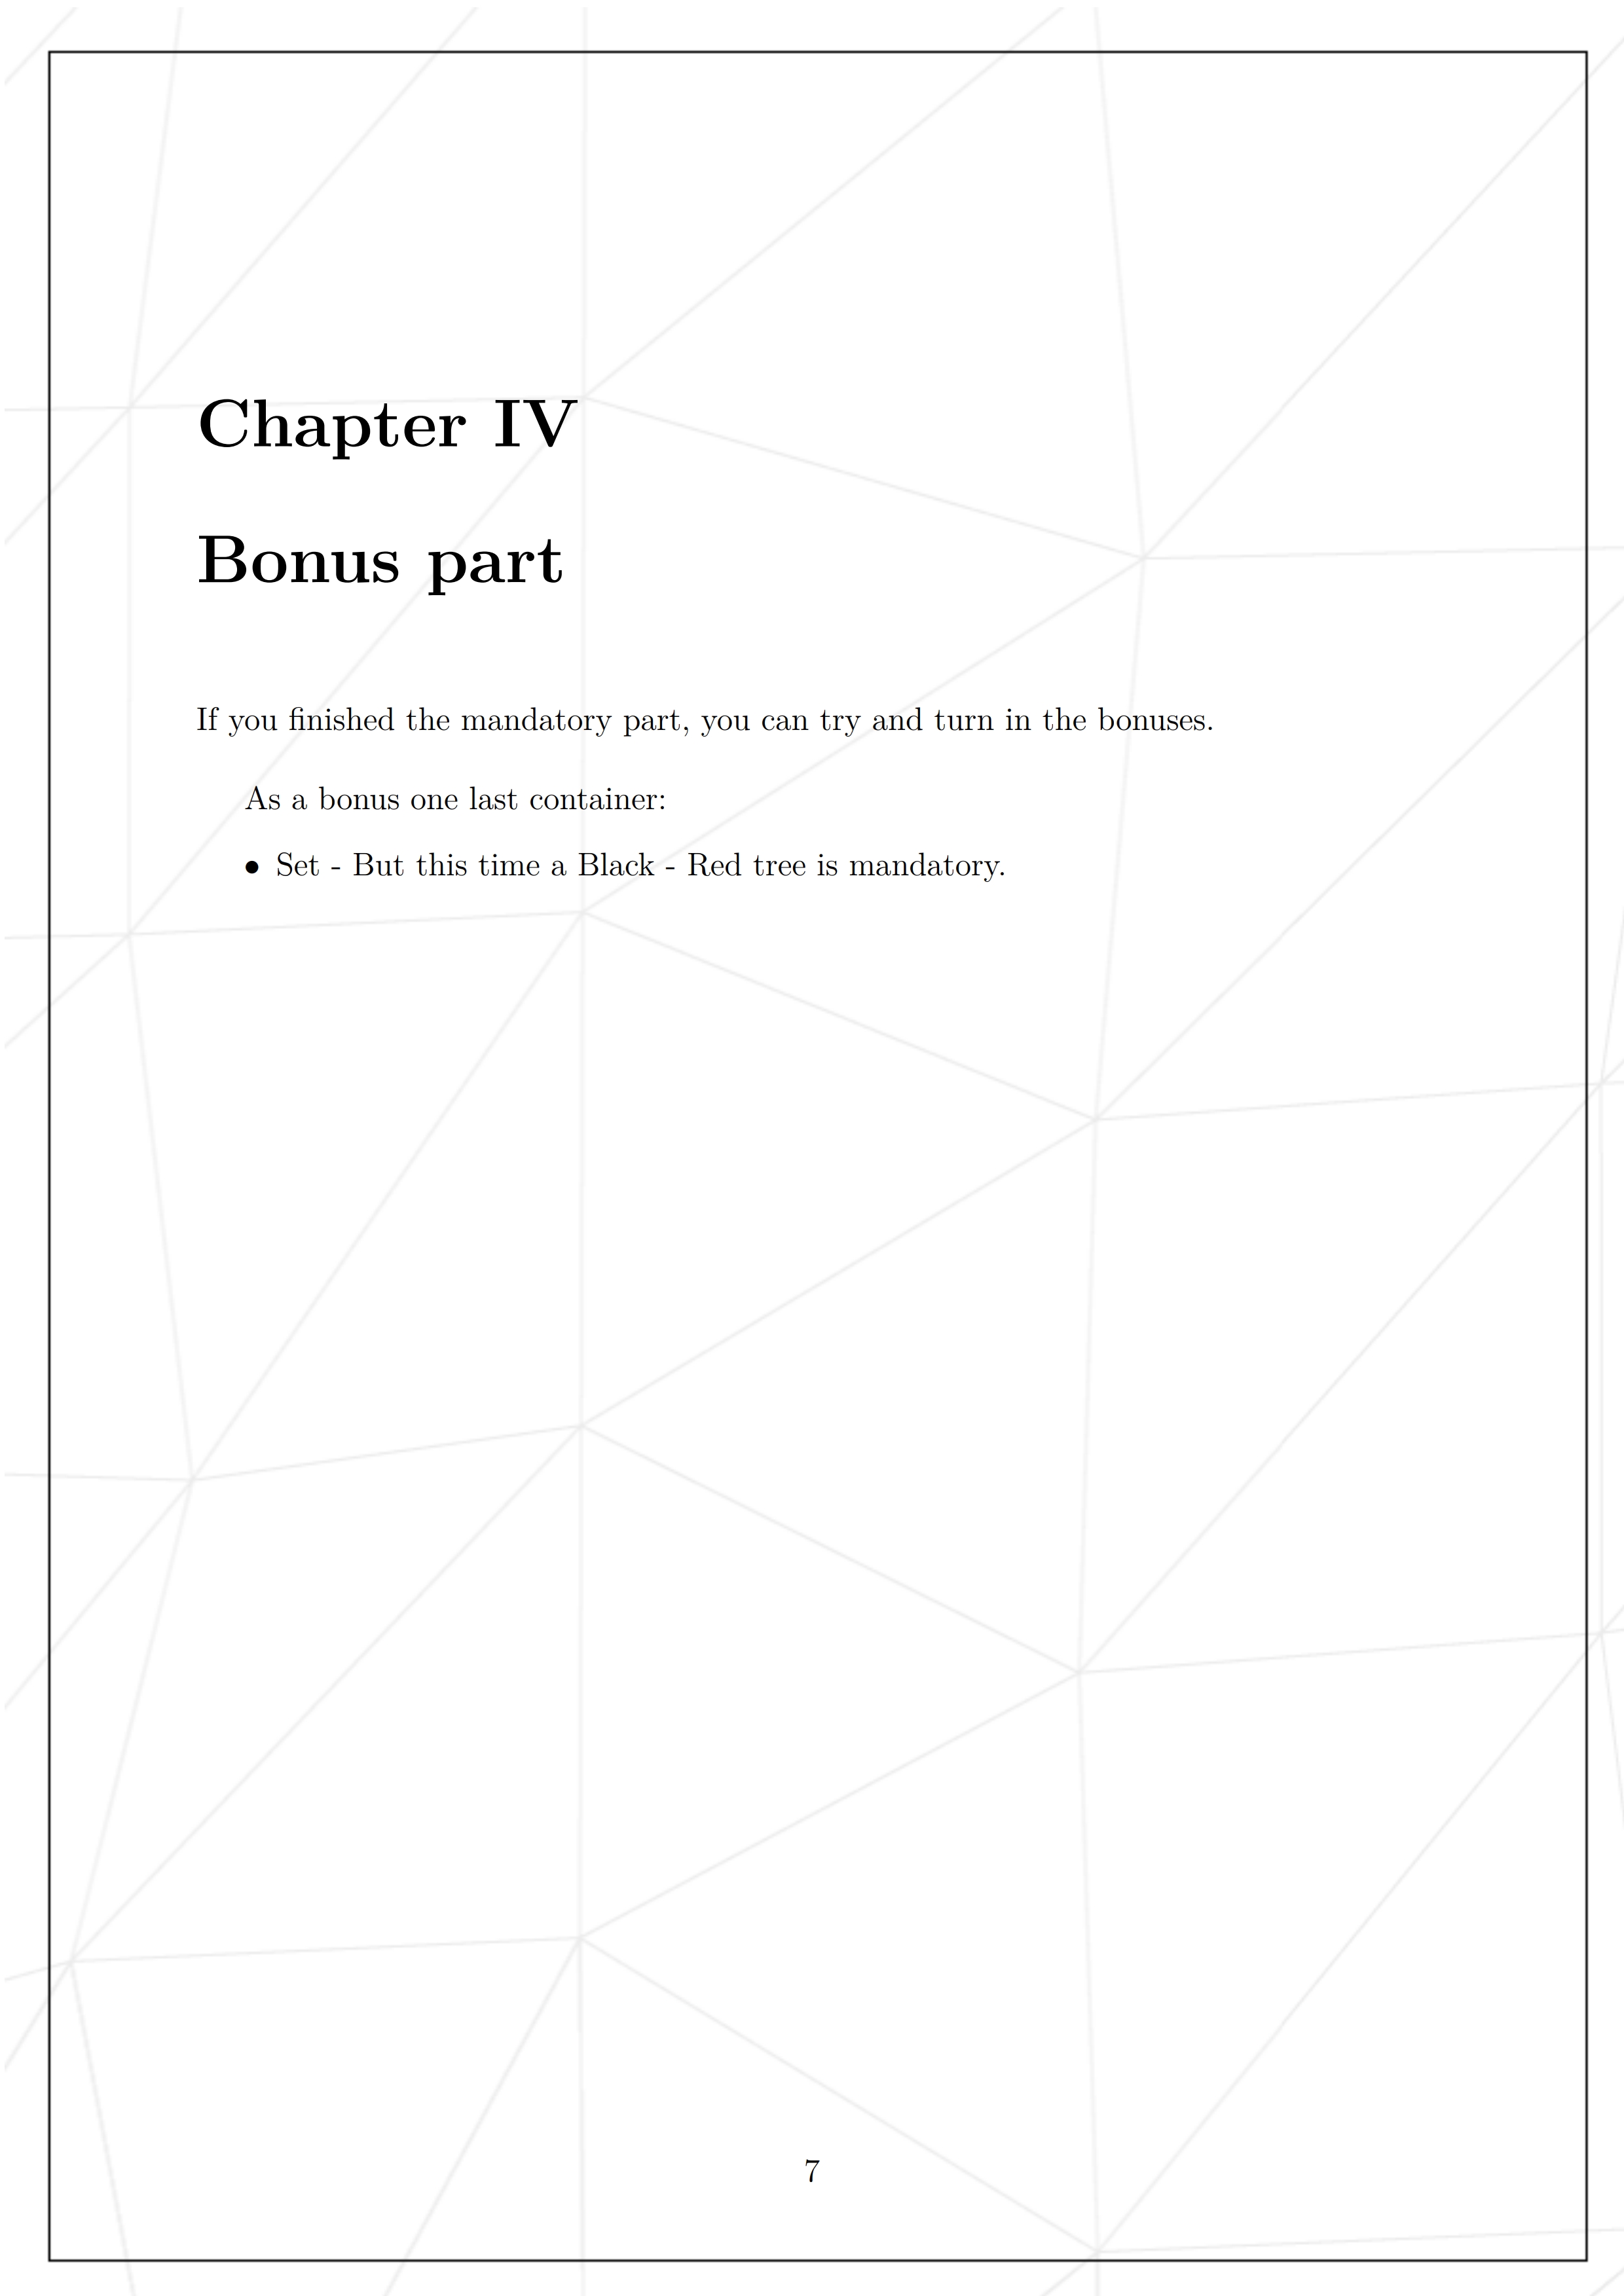 Chapter IV
Bonus part
If you finished the mandatory part, you can try and turn in the bonuses.
As a bonus one last container:
• Set - But this time a Black - Red tree is mandatory.
7